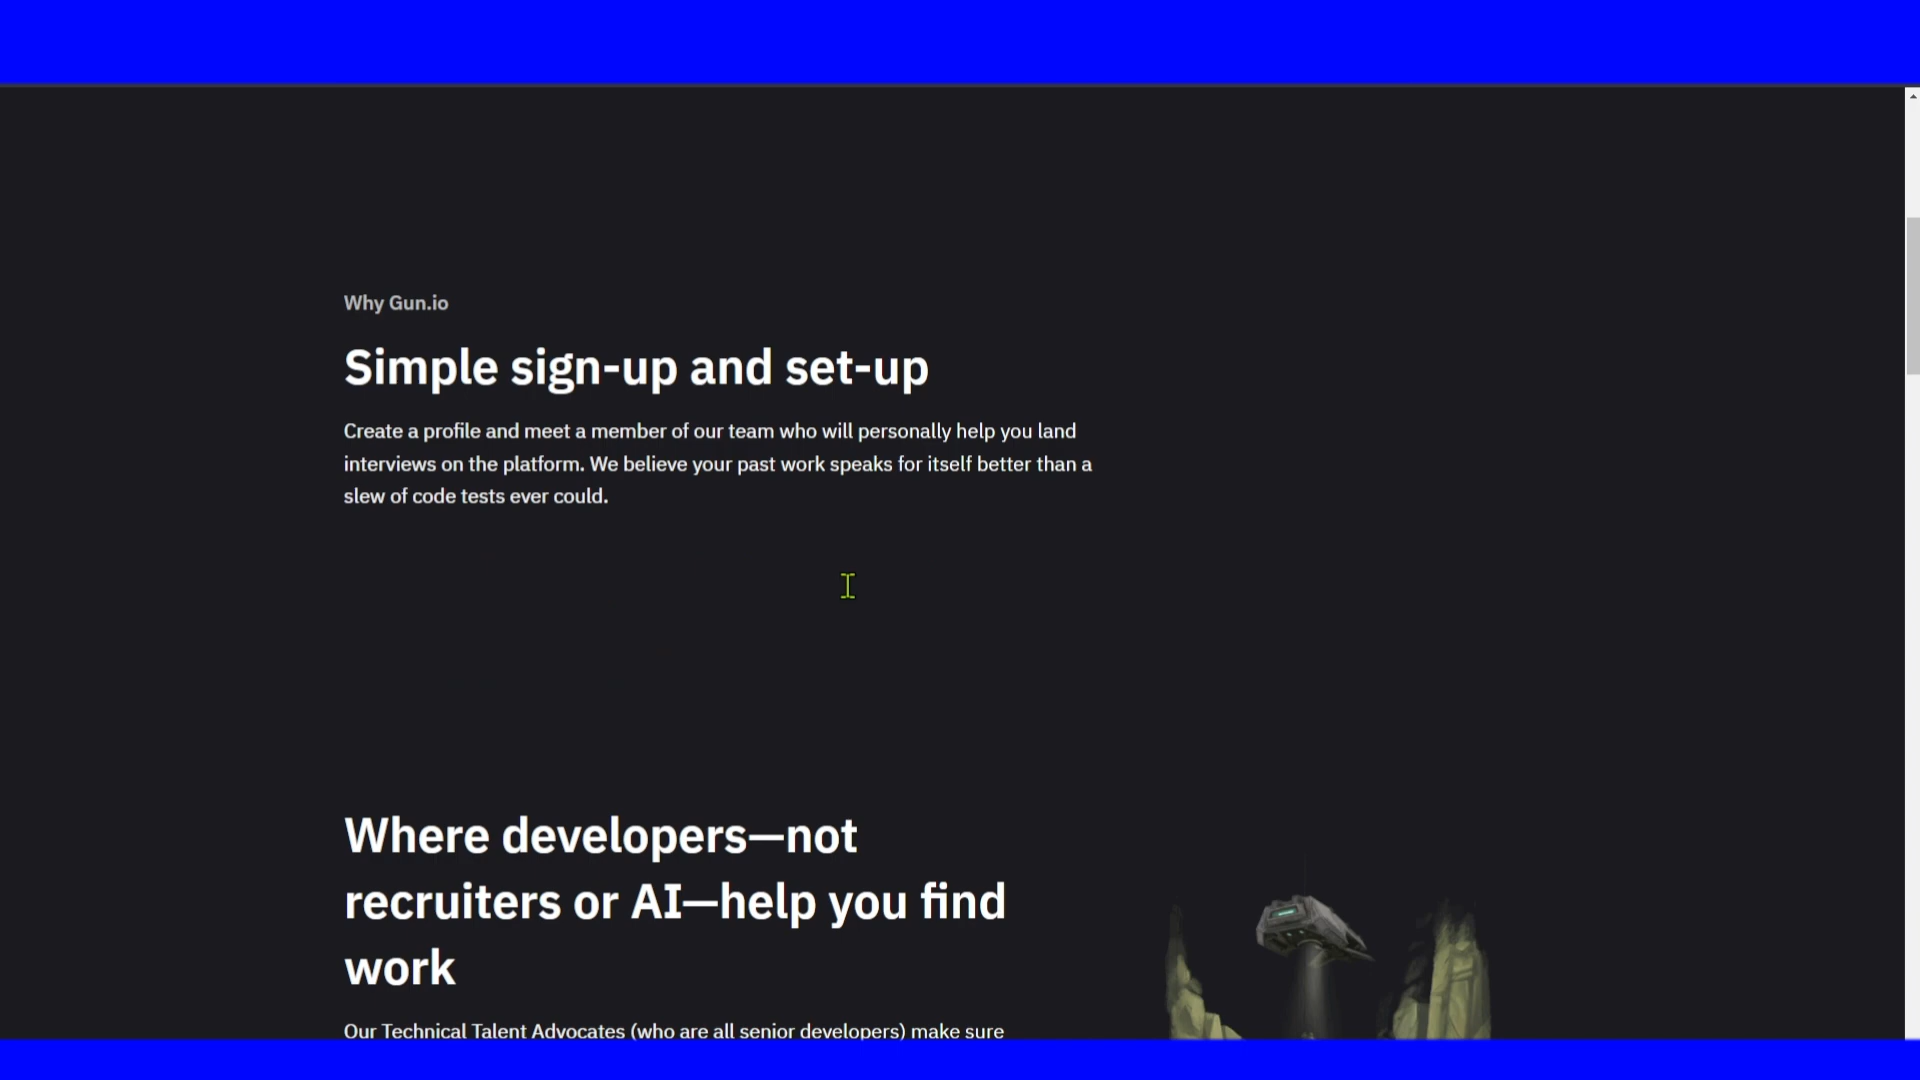 Why Gun.io
Simple sign-up and set-up
Create a profile and meet a member of our team who will personally help you land
interviews on the platform. We believe your past work speaks for itself better than a
slew of code tests ever could.
Where developers—not
recruiters or AI—help you find
work
Our Technical Talent Advocates (who are all senior developers) make sure